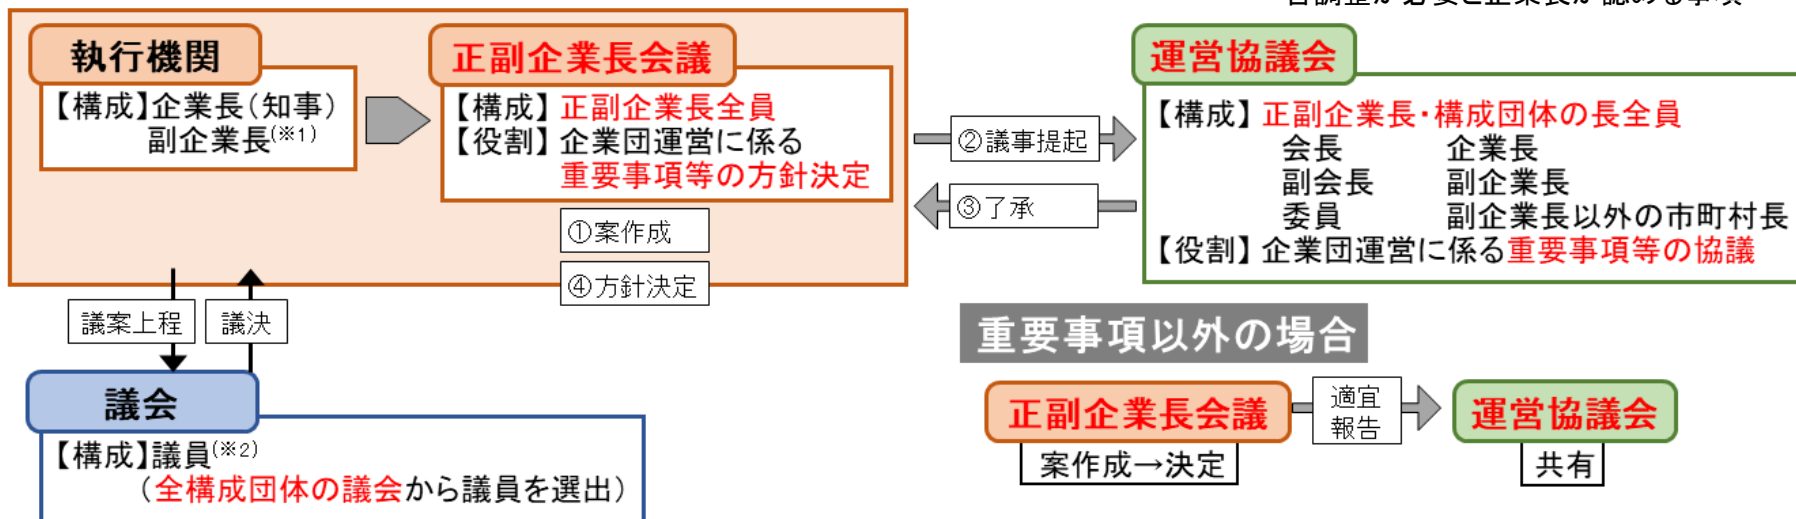 執行機関
【構成】企業長（知事）
副企業長(※1)
正副企業長会議
【構成】正副企業長全員
【役割】企業団運営に係る
重要事項等の方針決定
①案作成
④方針決定
②議事提起
③了承
運営協議会
【構成】正副企業長・構成団体の長全員
会長 企業長
副会長 副企業長
委員 副企業長以外の市町村長
【役割】企業団運営に係る重要事項等の協議
議案上程
議決
議会
【構成】議員(※2)
（全構成団体の議会から議員を選出）
重要事項以外の場合
正副企業長会議
案作成→決定
適宜
報告
運営協議会
共有